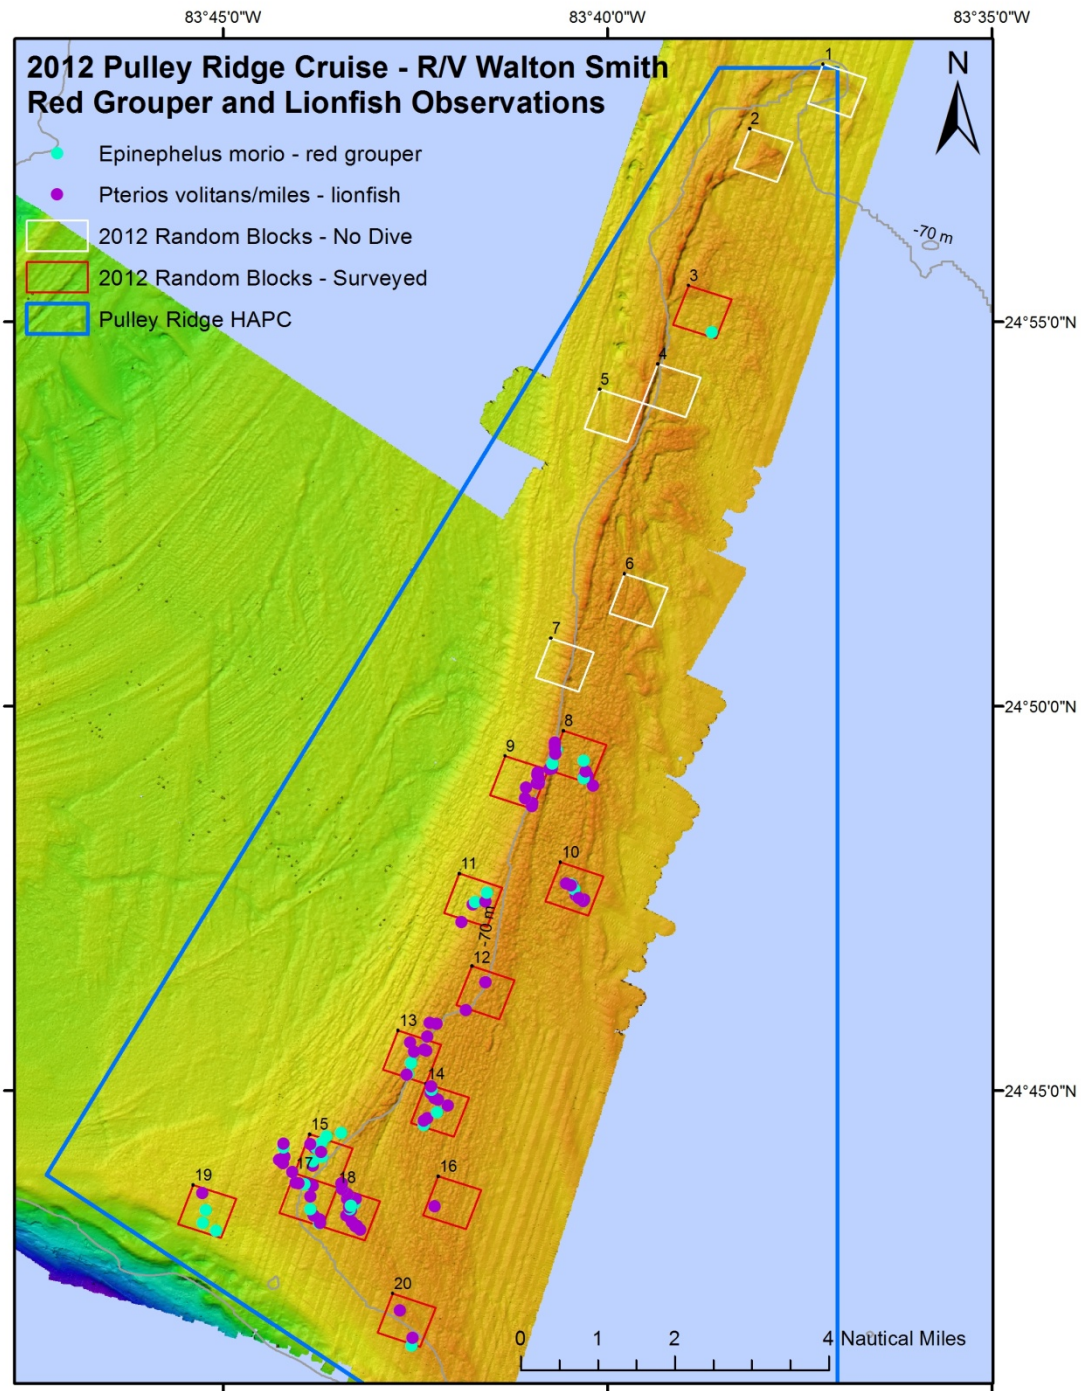 83°45'0"W
83°40'0"W
83°35'0"W
2012 Pulley Ridge Cruise - R/V Walton Smith
Red Grouper and Lionfish Observations
N
Epinephelus morio - red grouper
Pterios volitans/miles - lionfish
2012 Random Blocks - No Dive
2012 Random Blocks - Surveyed
Pulley Ridge HAPC
1
2
-70 m
3
24°55'0"N
4
5
6
7
24°50'0"N
8
9
10
11
-70 m
12
13
24°45'0"N
14
15
16
17
18
19
20
0 1 2 4 Nautical Miles